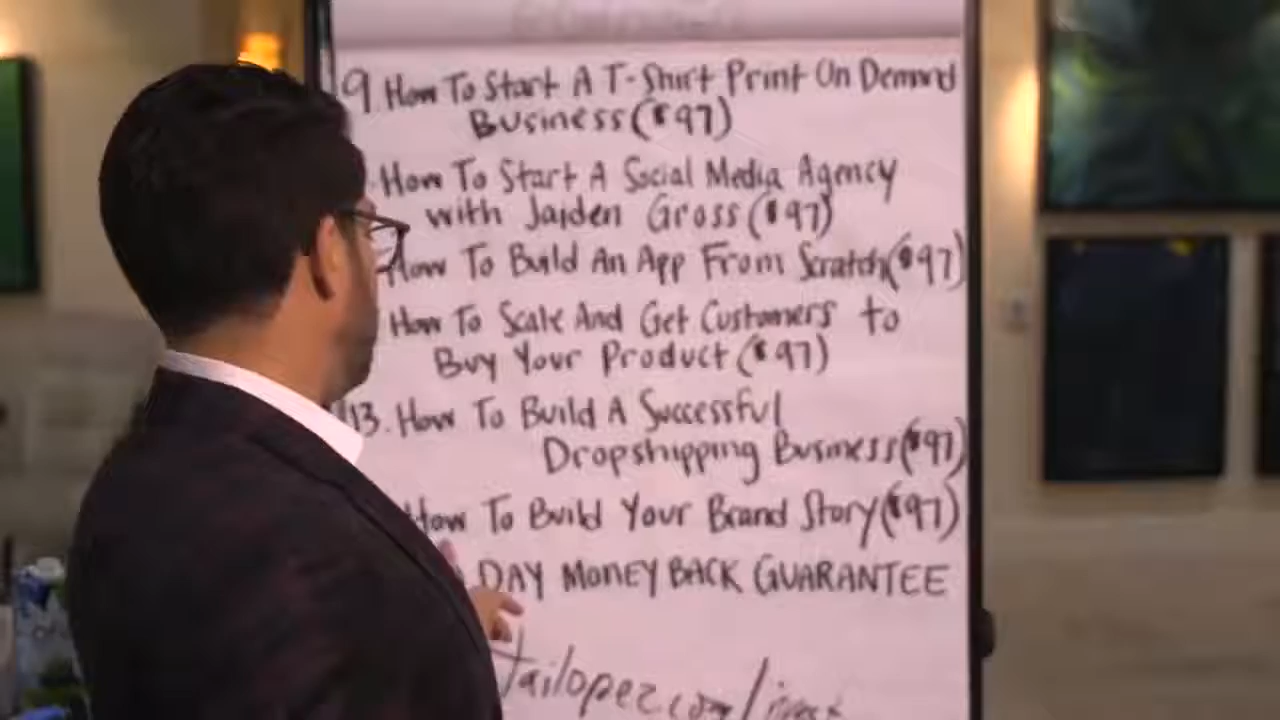 9. How To Start A T-Shirt Print On Demand
Business ($97)
How To Start A Social Media Agency
with Jaiden Gross ($97)
How To Build An App From Scratch ($97)
How To Scale And Get Customers to
Buy Your Product ($97)
13. How To Build A Successful
Dropshipping Business ($97)
How To Build Your Brand Story ($97)
DAY MONEY BACK GUARANTEE
tailopez.com/